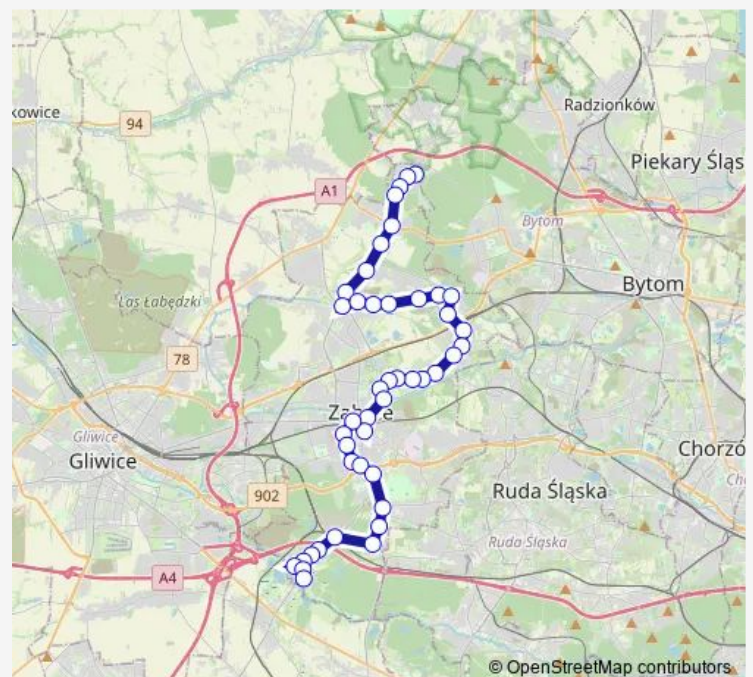 Radzionków
kowice
94
Piekary Śląs
A1
Bytom
Bytom
Las Łabędzki
78
Gliwice
Gliwice
Chorzó
902
Ruda Śląska
Ruda Śląska
A4
© OpenStreetMap contributors